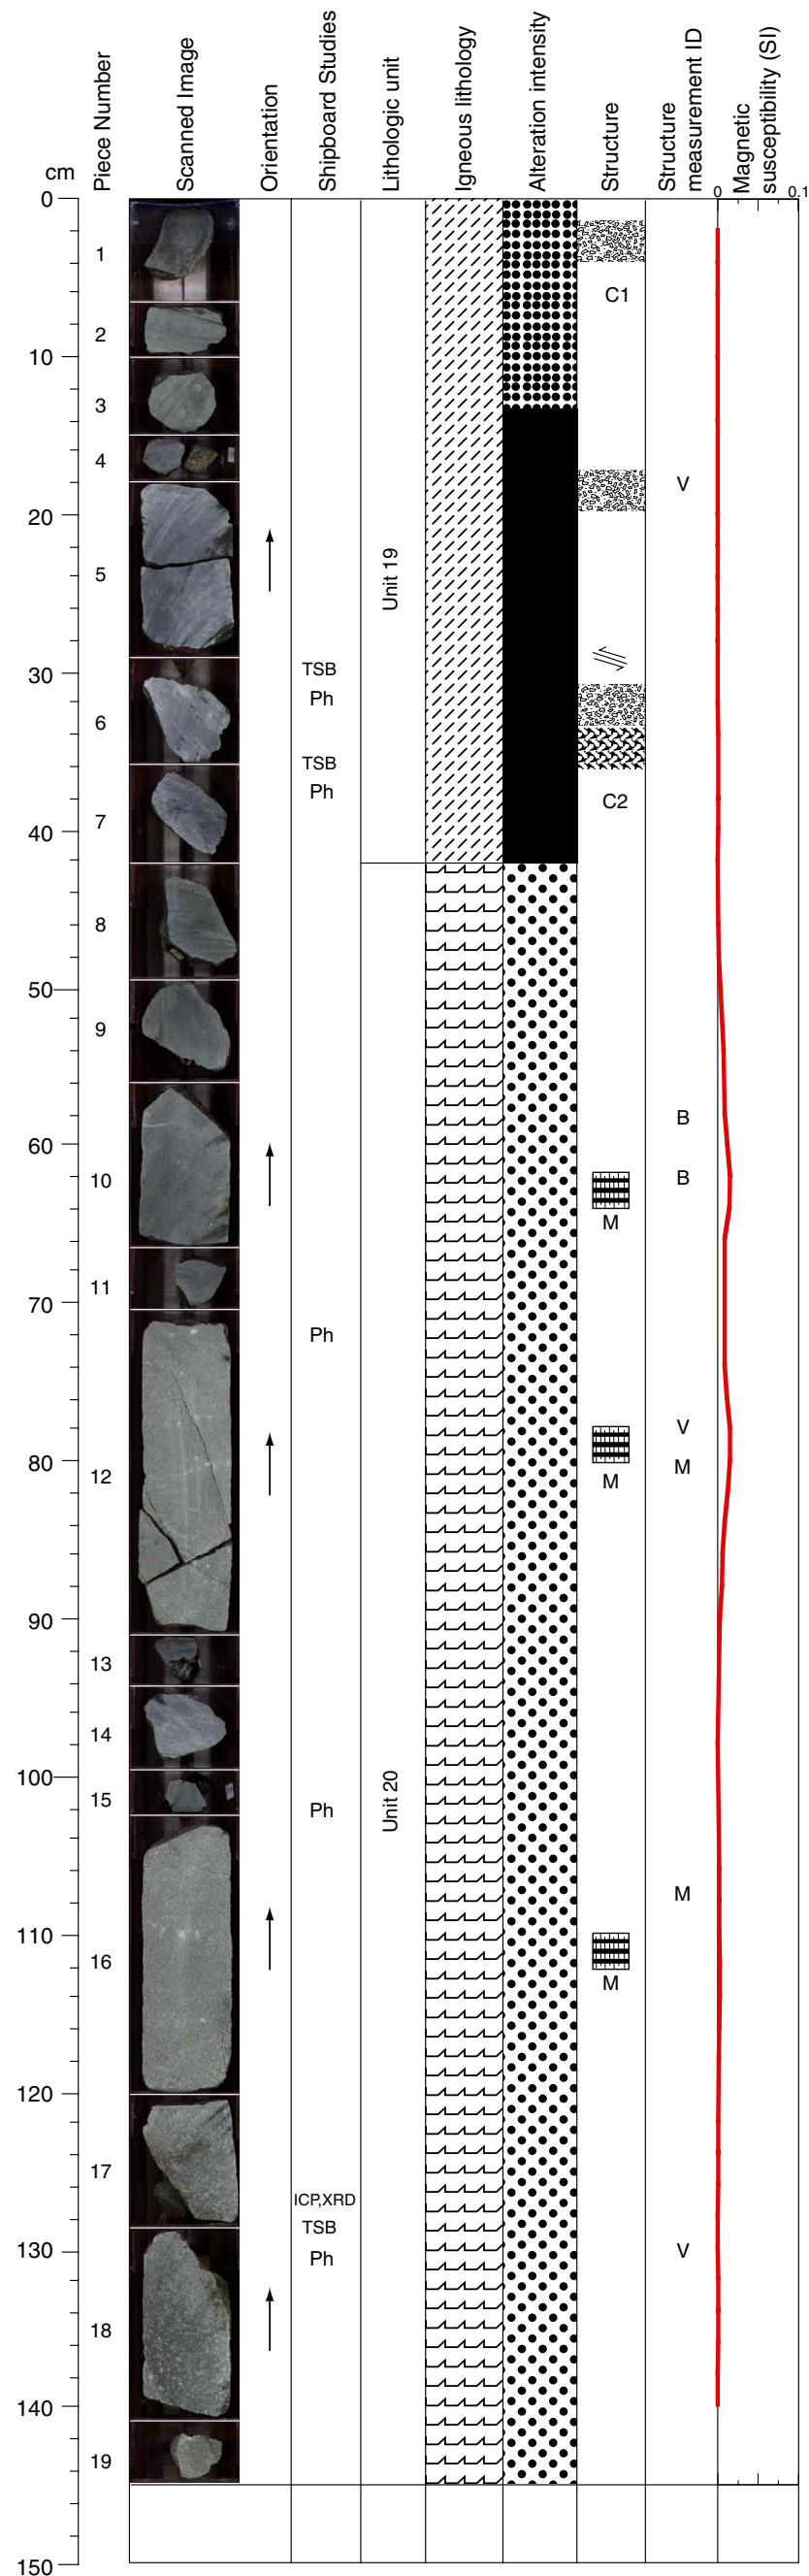 cm
Piece Number
Scanned Image
Orientation
Shipboard Studies
Lithologic unit
Igneous lithology
Alteration intensity
Structure
Structure
measurement ID
Magnetic
susceptibility (SI)
0 0.1
0
1
C1
2
10
3
4
V
20
5
Unit 19
TSB
30
Ph
6
TSB
Ph
C2
7
40
8
50
9
B
60
B
10
M
11
70
Ph
V
80
M
12
M
90
13
14
100
15
Unit 20
Ph
M
110
16
M
120
17
ICP,XRD
TSB
130
V
Ph
18
140
19
150